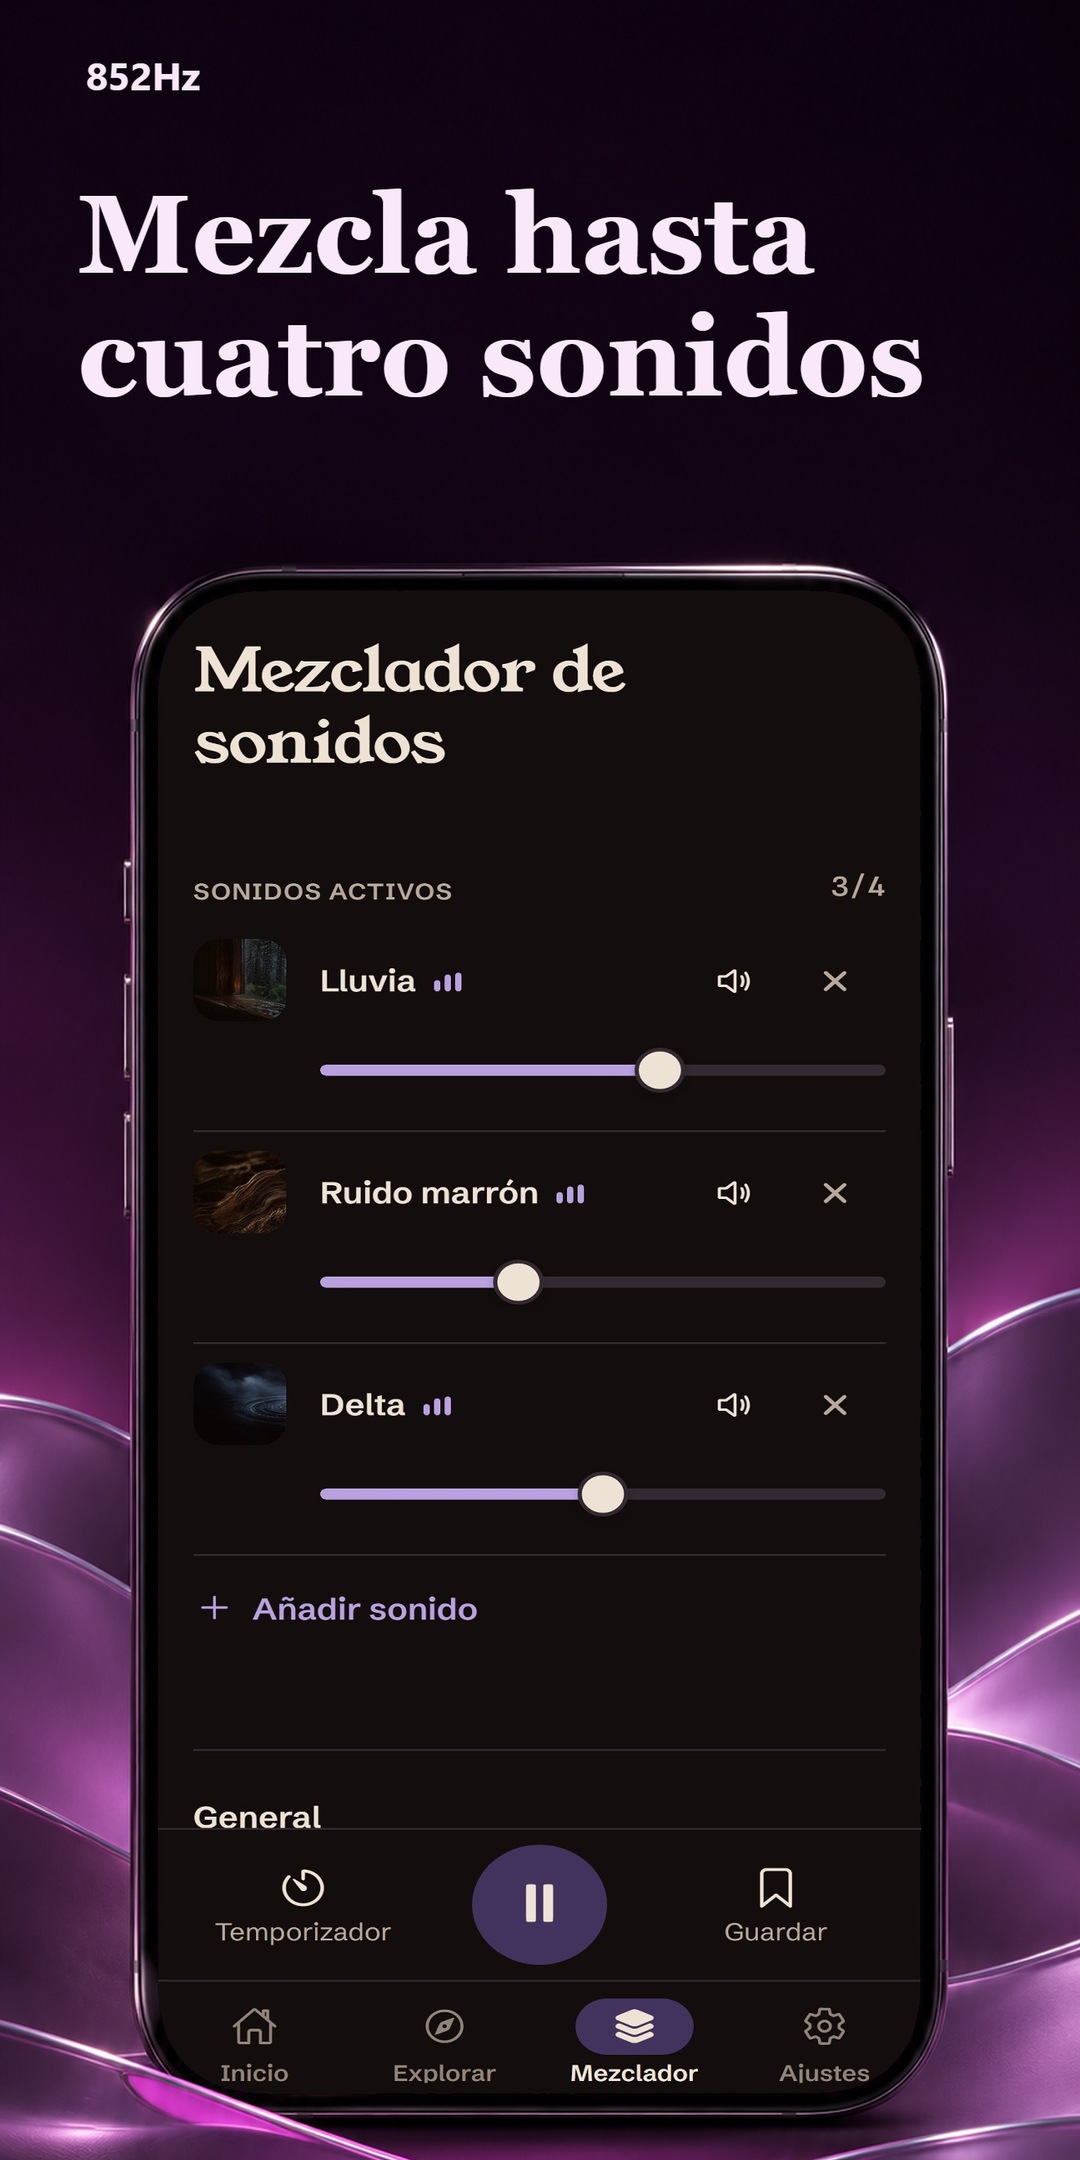 852Hz
Mezcla hasta
cuatro sonidos
Mezclador de
sonidos
SONIDOS ACTIVOS 3/4
Lluvia
Ruido marrón
Delta
+ Añadir sonido
General
Temporizador Guardar
Inicio Explorar Mezclador Ajustes